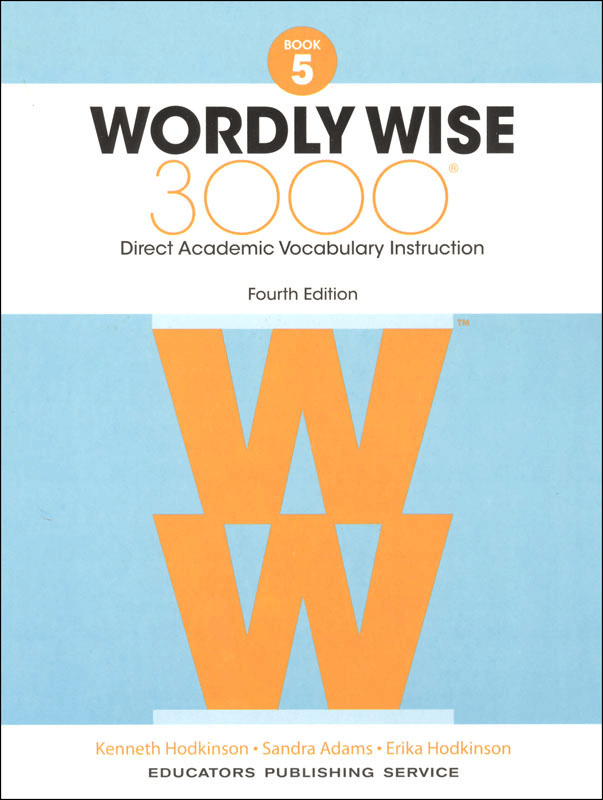 BOOK
5
WORDLY WISE
3000®
Direct Academic Vocabulary Instruction
Fourth Edition
™
W
W
Kenneth Hodkinson • Sandra Adams • Erika Hodkinson
EDUCATORS PUBLISHING SERVICE